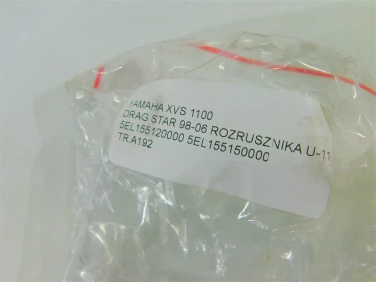 YAMAHA XVS 1100
DRAG STAR 98-06 ROZRUSZNIKA U-11
5EL155120000 5EL155150000
TR.A192